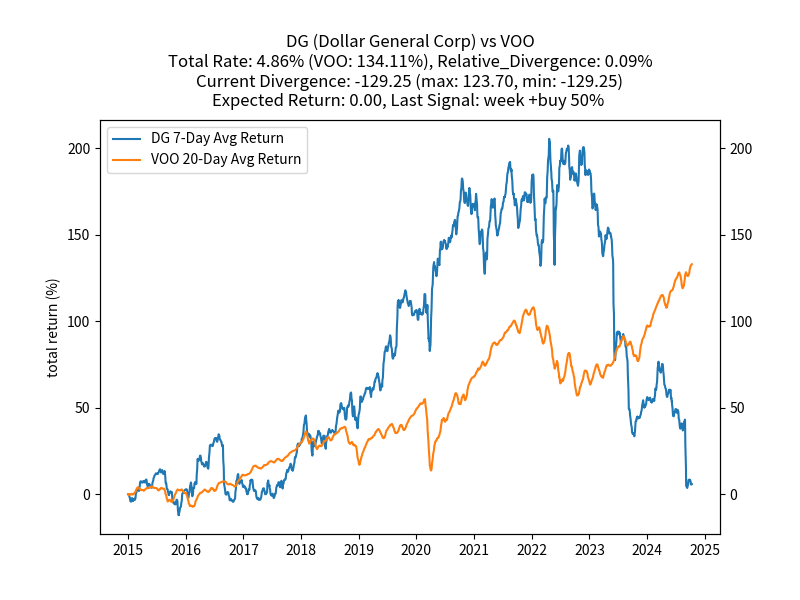 DG (Dollar General Corp) vs VOO
Total Rate: 4.86% (VOO: 134.11%), Relative_Divergence: 0.09%
Current Divergence: -129.25 (max: 123.70, min: -129.25)
Expected Return: 0.00, Last Signal: week +buy 50%
DG 7-Day Avg Return
VOO 20-Day Avg Return
total return (%)
200
150
100
50
0
200
150
100
50
0
2015 2016 2017 2018 2019 2020 2021 2022 2023 2024 2025